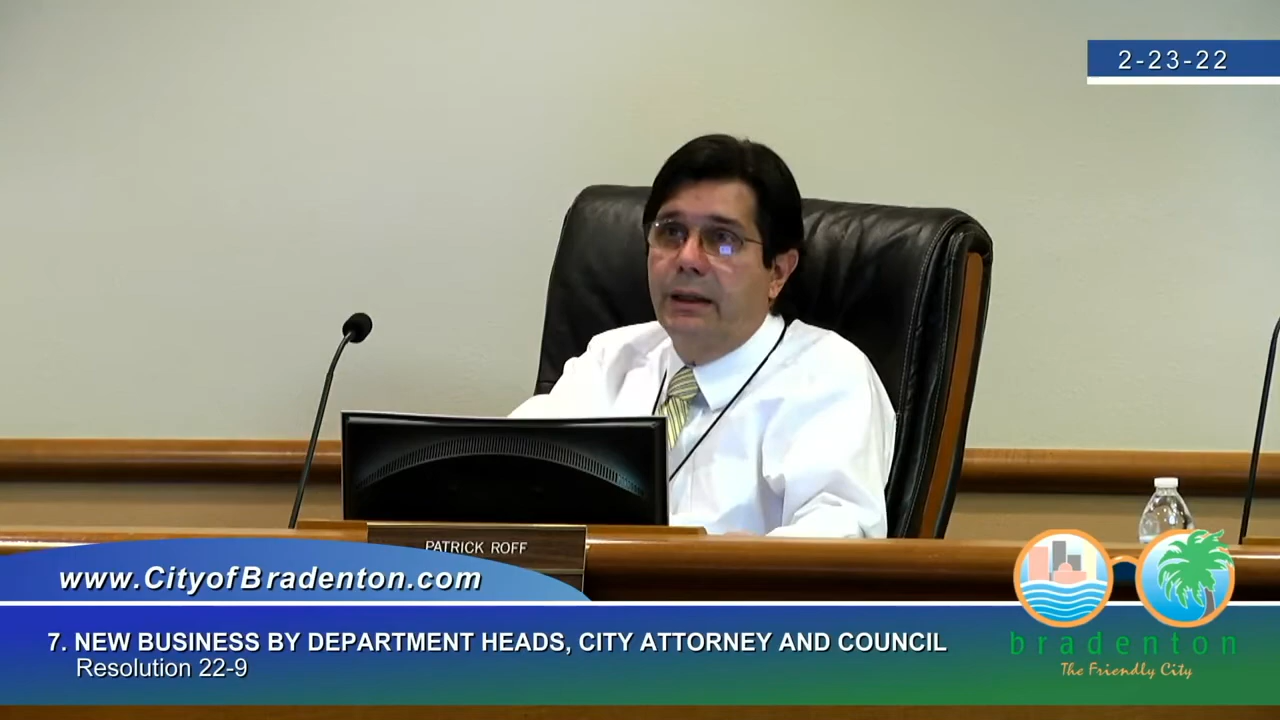 2-23-22
PATRICK ROFF
www.CityofBradenton.com
7. NEW BUSINESS BY DEPARTMENT HEADS, CITY ATTORNEY AND COUNCIL
Resolution 22-9
bradenton
The Friendly City